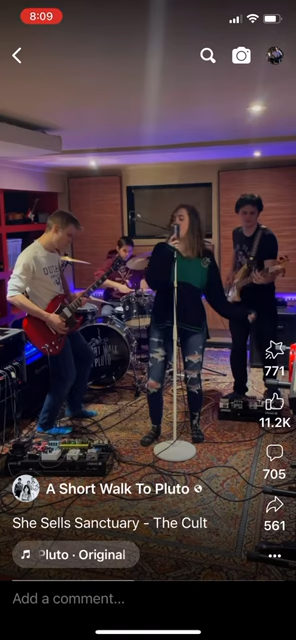 8:09
771
11.2K
705
A Short Walk To Pluto
561
She Sells Sanctuary - The Cult
Pluto · Original
Add a comment...